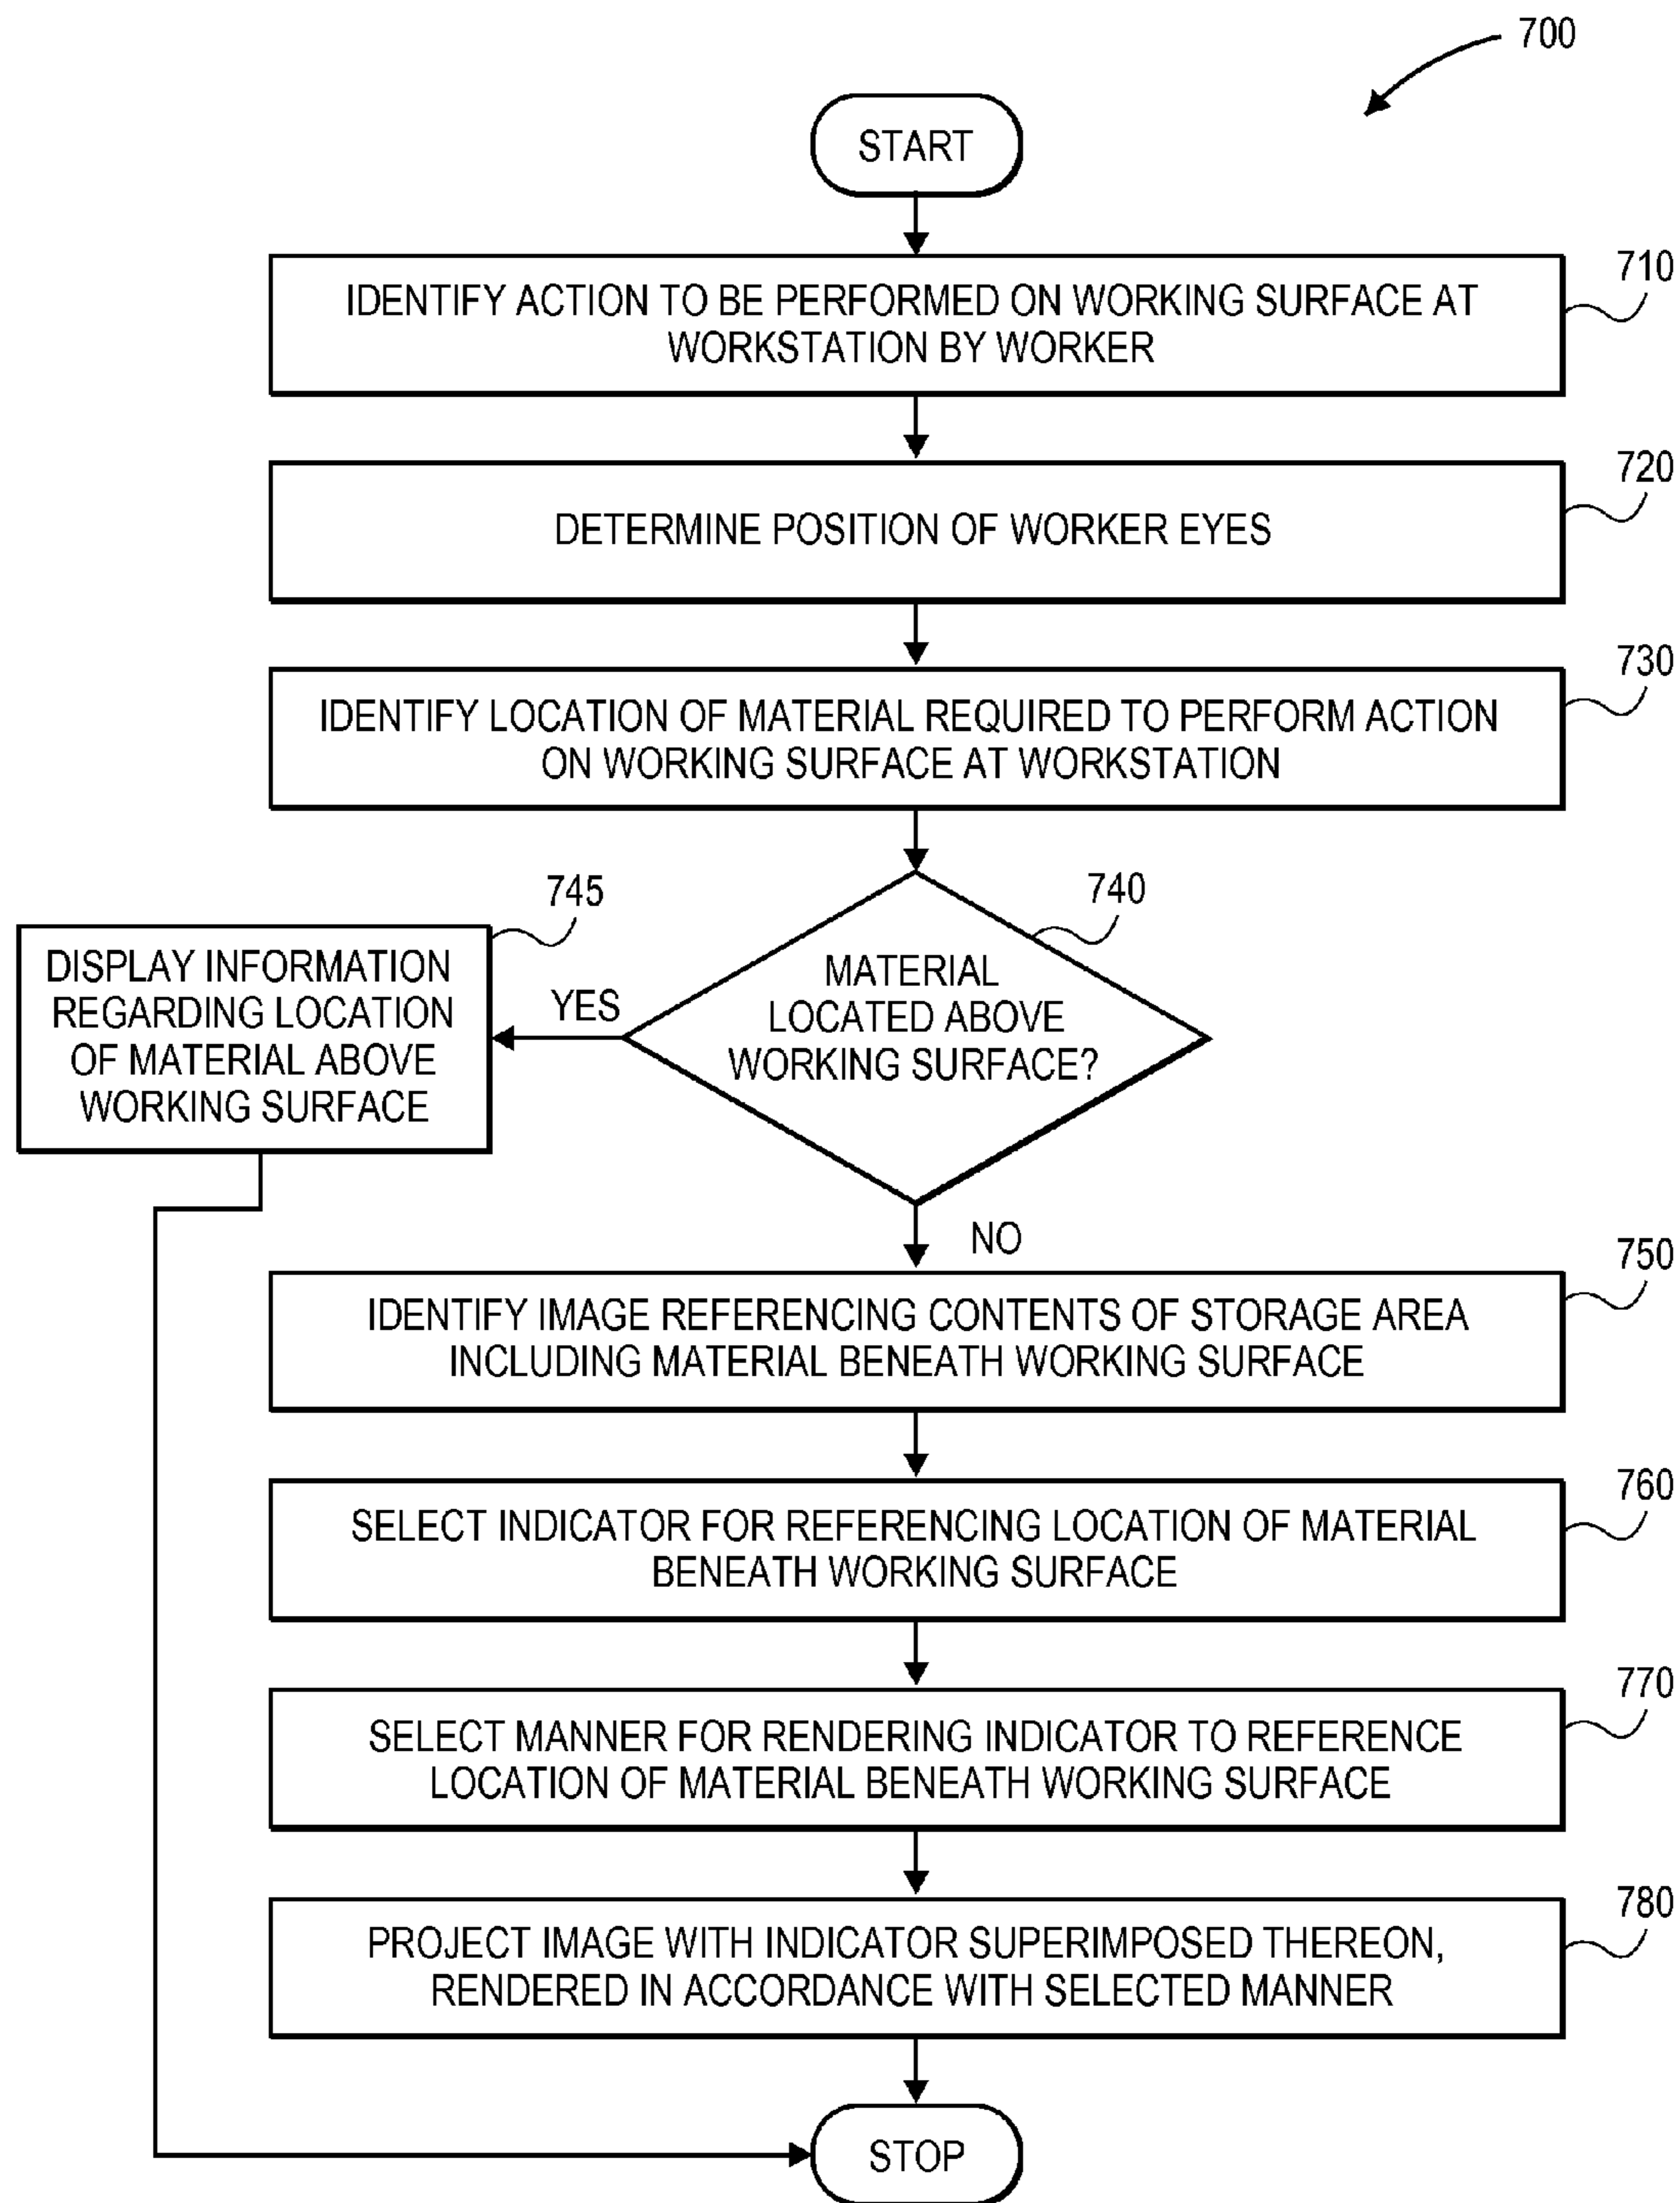 700
START
710
IDENTIFY ACTION TO BE PERFORMED ON WORKING SURFACE AT
WORKSTATION BY WORKER
720
DETERMINE POSITION OF WORKER EYES
730
IDENTIFY LOCATION OF MATERIAL REQUIRED TO PERFORM ACTION
ON WORKING SURFACE AT WORKSTATION
745
DISPLAY INFORMATION
REGARDING LOCATION
OF MATERIAL ABOVE
WORKING SURFACE
YES
740
MATERIAL
LOCATED ABOVE
WORKING SURFACE?
NO
750
IDENTIFY IMAGE REFERENCING CONTENTS OF STORAGE AREA
INCLUDING MATERIAL BENEATH WORKING SURFACE
760
SELECT INDICATOR FOR REFERENCING LOCATION OF MATERIAL
BENEATH WORKING SURFACE
770
SELECT MANNER FOR RENDERING INDICATOR TO REFERENCE
LOCATION OF MATERIAL BENEATH WORKING SURFACE
780
PROJECT IMAGE WITH INDICATOR SUPERIMPOSED THEREON,
RENDERED IN ACCORDANCE WITH SELECTED MANNER
STOP